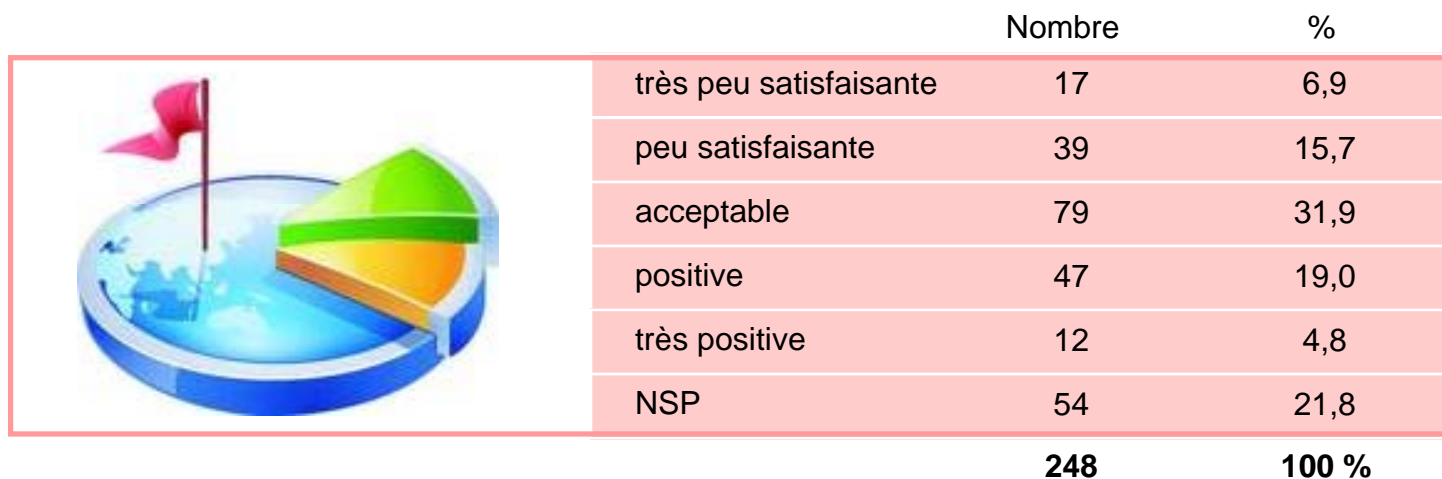 Nombre %
très peu satisfaisante 17 6,9
peu satisfaisante 39 15,7
acceptable 79 31,9
positive 47 19,0
très positive 12 4,8
NSP 54 21,8
248 100 %